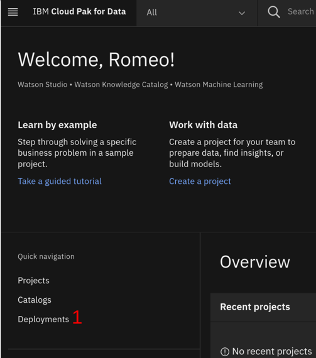 IBM Cloud Pak for Data
All
Search
Welcome, Romeo!
Watson Studio • Watson Knowledge Catalog • Watson Machine Learning
Learn by example
Step through solving a specific
business problem in a sample
project.
Take a guided tutorial
Work with data
Create a project for your team to
prepare data, find insights, or
build models.
Create a project
Quick navigation
Projects
Catalogs
Deployments 1
Overview
Recent projects
No recent projects